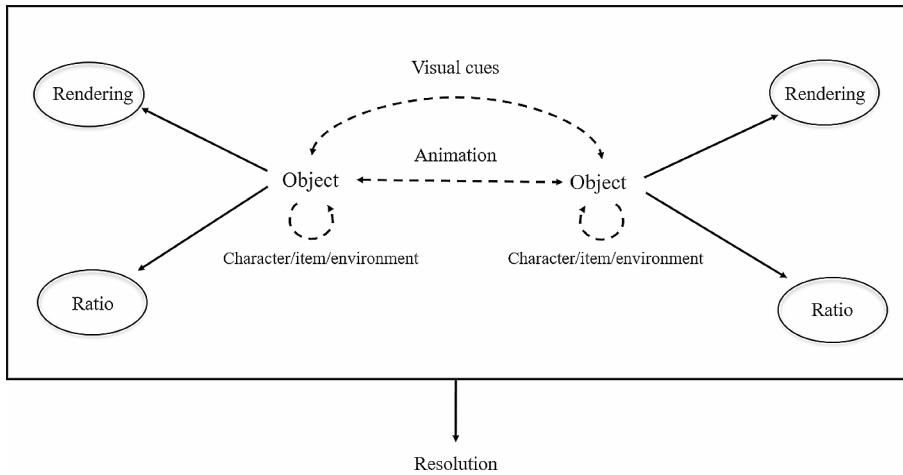 Visual cues
Rendering
Rendering
Animation
Object
Object
Character/item/environment
Character/item/environment
Ratio
Ratio
Resolution